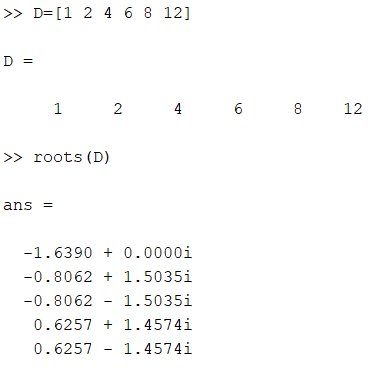 >> D=[1 2 4 6 8 12]
D =
1 2 4 6 8 12
>> roots(D)
ans =
-1.6390 + 0.0000i
-0.8062 + 1.5035i
-0.8062 - 1.5035i
0.6257 + 1.4574i
0.6257 - 1.4574i